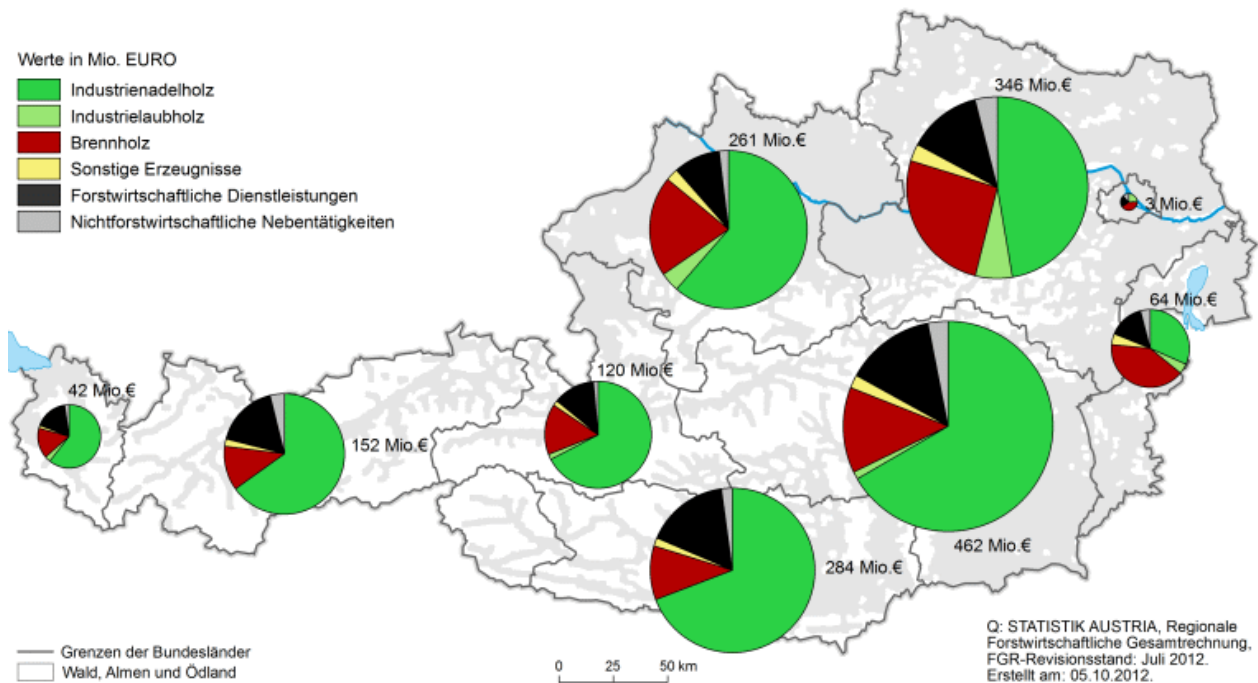 Werte in Mio. EURO
Industrienadelholz
Industrielaubholz
Brennholz
Sonstige Erzeugnisse
Forstwirtschaftliche Dienstleistungen
Nichtforstwirtschaftliche Nebentätigkeiten
346 Mio.€
261 Mio.€
3 Mio.€
64 Mio.€
120 Mio.€
42 Mio.€
152 Mio.€
462 Mio.€
284 Mio.€
Grenzen der Bundesländer
Wald, Almen und Ödland
0 25 50 km
Q: STATISTIK AUSTRIA, Regionale
Forstwirtschaftliche Gesamtrechnung,
FGR-Revisionsstand: Juli 2012.
Erstellt am: 05.10.2012.